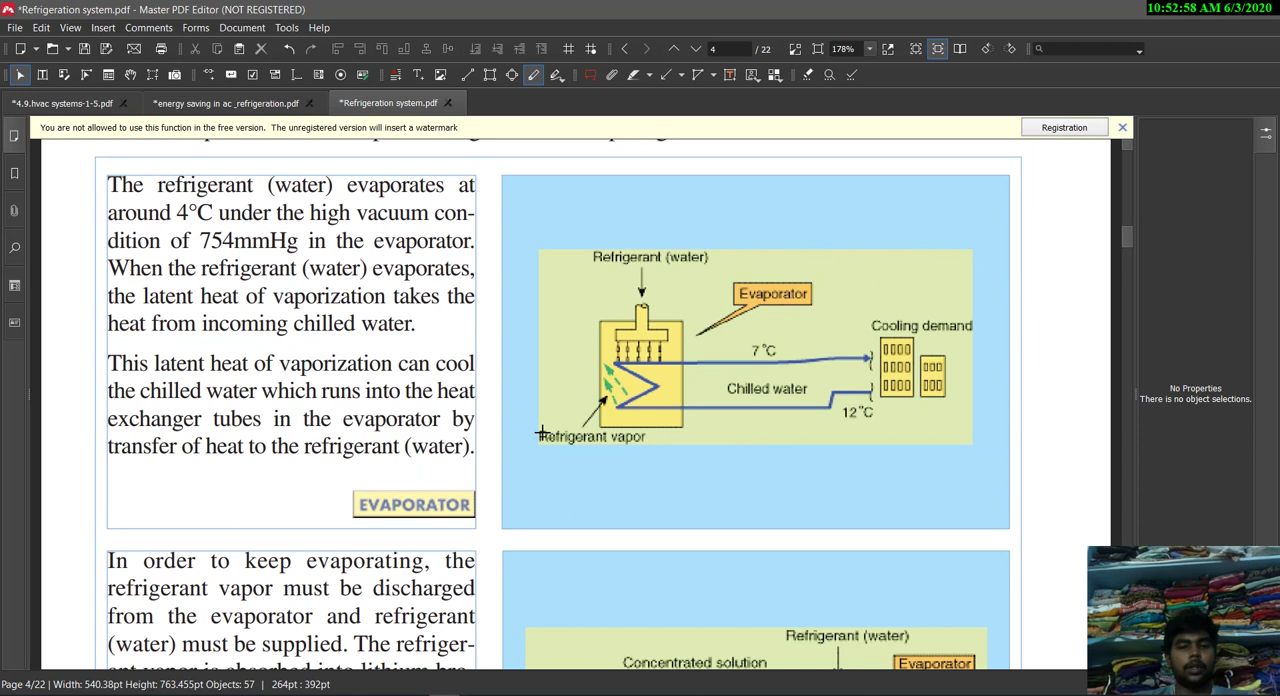 *Refrigeration system.pdf - Master PDF Editor (NOT REGISTERED)
10:52:58 AM 6/3/2020
File Edit View Insert Comments Forms Document Tools Help
4 / 22 178%
*4.9.hvac systems-1-5.pdf *energy saving in ac _refrigeration.pdf *Refrigeration system.pdf
You are not allowed to use this function in the free version. The unregistered version will insert a watermark Registration
The refrigerant (water) evaporates at
around 4°C under the high vacuum con-
dition of 754mmHg in the evaporator.
When the refrigerant (water) evaporates,
the latent heat of vaporization takes the
heat from incoming chilled water.
This latent heat of vaporization can cool
the chilled water which runs into the heat
exchanger tubes in the evaporator by
transfer of heat to the refrigerant (water).
EVAPORATOR
Refrigerant (water)
Evaporator
Cooling demand
7°C
Chilled water
12°C
Refrigerant vapor
In order to keep evaporating, the
refrigerant vapor must be discharged
from the evaporator and refrigerant
(water) must be supplied. The refriger-
ant vapor is absorbed into lithium bro-
Refrigerant (water)
Concentrated solution
Evaporator
No Properties
There is no object selections.
Page 4/22 Width: 540.38pt Height: 763.455pt Objects: 57 | 264pt : 392pt